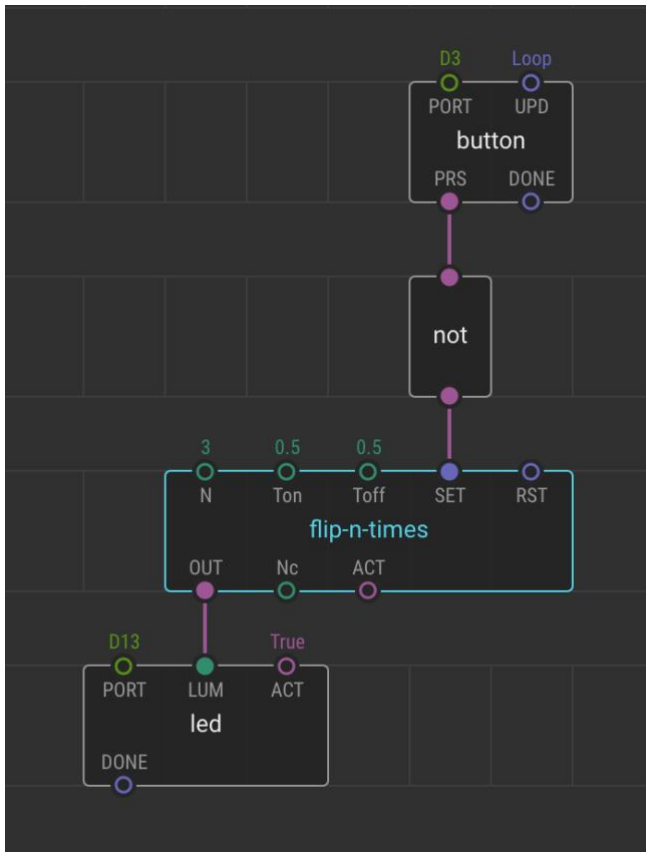 D3 Loop
PORT UPD
button
PRS DONE
not
3 0.5 0.5
N Ton Toff SET RST
flip-n-times
OUT Nc ACT
D13 True
PORT LUM ACT
led
DONE